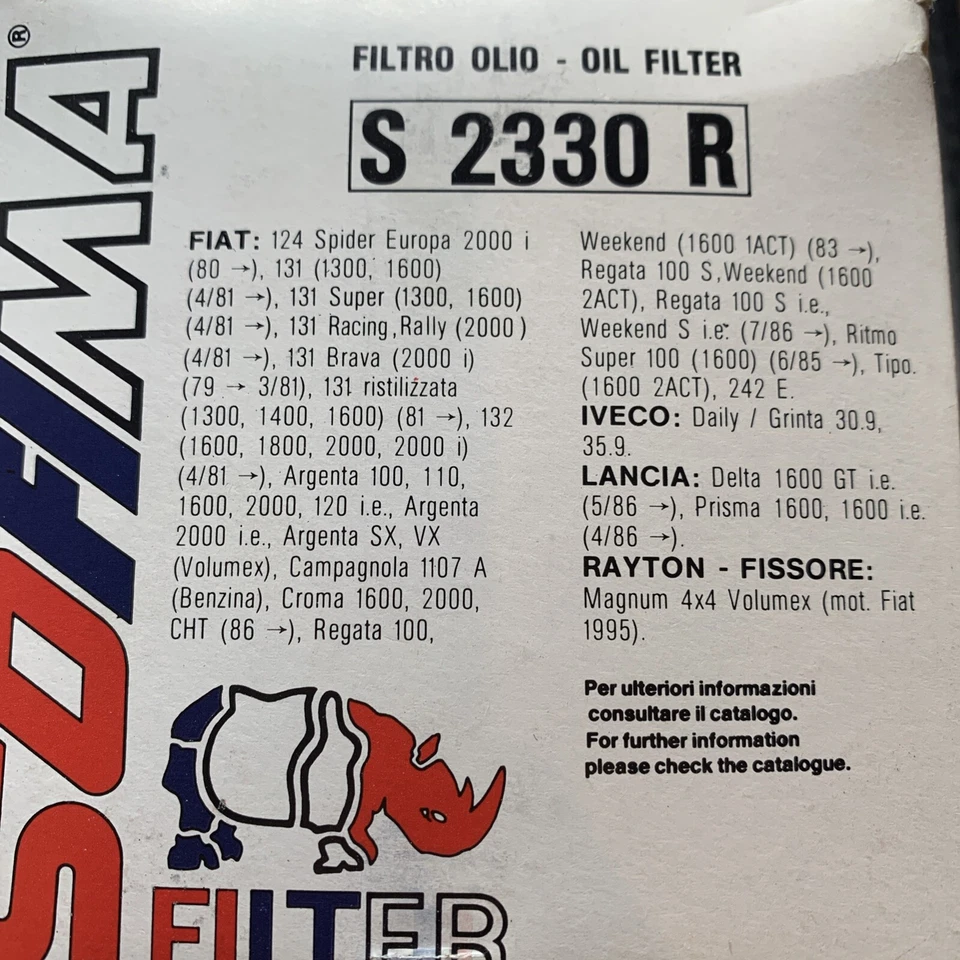 SOFIMA®
FILTRO OLIO - OIL FILTER
S 2330 R
FIAT: 124 Spider Europa 2000 i
(80 →), 131 (1300, 1600)
(4/81 →), 131 Super (1300, 1600)
(4/81 →), 131 Racing, Rally (2000)
(4/81 →), 131 Brava (2000 i)
(79 → 3/81), 131 ristilizzata
(1300, 1400, 1600) (81 →), 132
(1600, 1800, 2000, 2000 i)
(4/81 →), Argenta 100, 110,
1600, 2000, 120 i.e., Argenta
2000 i.e., Argenta SX, VX
(Volumex), Campagnola 1107 A
(Benzina), Croma 1600, 2000,
CHT (86 →), Regata 100,
Weekend (1600 1ACT) (83 →),
Regata 100 S, Weekend (1600
2ACT), Regata 100 S i.e.,
Weekend S i.e. (7/86 →), Ritmo
Super 100 (1600) (6/85 →), Tipo.
(1600 2ACT), 242 E.
IVECO: Daily / Grinta 30.9,
35.9.
LANCIA: Delta 1600 GT i.e.
(5/86 →), Prisma 1600, 1600 i.e.
(4/86 →).
RAYTON - FISSORE:
Magnum 4x4 Volumex (mot. Fiat
1995).
Per ulteriori informazioni
consultare il catalogo.
For further information
please check the catalogue.
FILTER